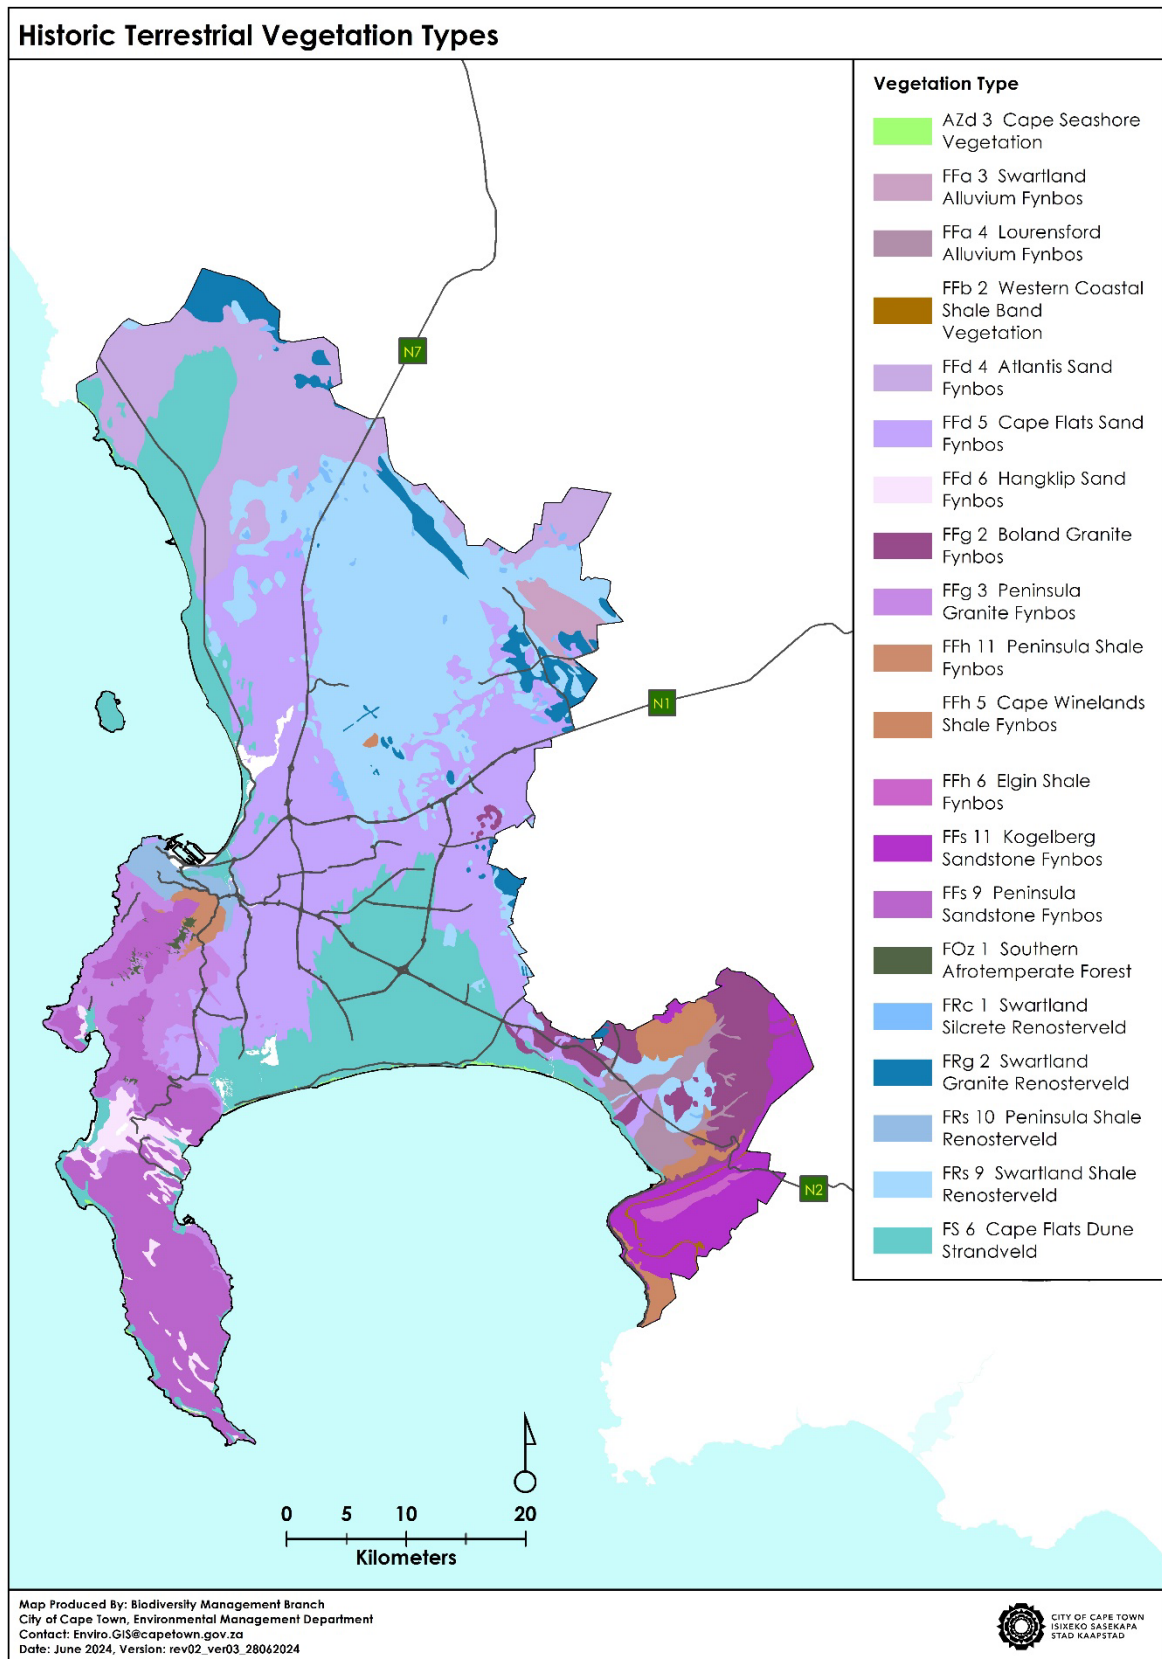 Historic Terrestrial Vegetation Types
Vegetation Type
AZd 3 Cape Seashore
Vegetation
FFa 3 Swartland
Alluvium Fynbos
FFa 4 Lourensford
Alluvium Fynbos
FFb 2 Western Coastal
Shale Band
Vegetation
FFd 4 Atlantis Sand
Fynbos
FFd 5 Cape Flats Sand
Fynbos
FFd 6 Hangklip Sand
Fynbos
FFg 2 Boland Granite
Fynbos
FFg 3 Peninsula
Granite Fynbos
FFh 11 Peninsula Shale
Fynbos
FFh 5 Cape Winelands
Shale Fynbos
FFh 6 Elgin Shale
Fynbos
FFs 11 Kogelberg
Sandstone Fynbos
FFs 9 Peninsula
Sandstone Fynbos
FOz 1 Southern
Afrotemperate Forest
FRc 1 Swartland
Silcrete Renosterveld
FRg 2 Swartland
Granite Renosterveld
FRs 10 Peninsula Shale
Renosterveld
FRs 9 Swartland Shale
Renosterveld
FS 6 Cape Flats Dune
Strandveld
N7
N1
N2
0 5 10 20
Kilometers
Map Produced By: Biodiversity Management Branch
City of Cape Town, Environmental Management Department
Contact: Enviro.GIS@capetown.gov.za
Date: June 2024, Version: rev02_ver03_28062024
CITY OF CAPE TOWN
ISIXEKO SASEKAPA
STAD KAAPSTAD